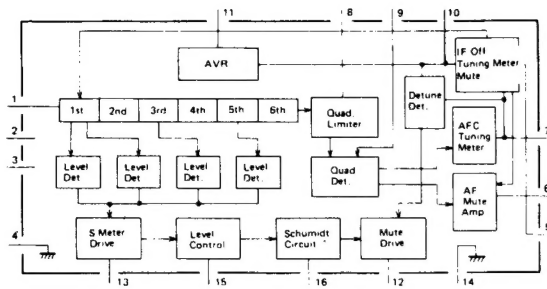 11
8
9
10
AVR
IF Off
Tuning Meter
Mute
Detune
Det.
1
1st
2nd
3rd
4th
5th
6th
Quad.
Limiter
AFC
Tuning
Meter
2
3
Level
Det.
Level
Det
Level
Det.
Level
Det.
Quad
Det.
AF
Mute
Amp
6
5
4
S Meter
Drive
Level
Control
Schumidt
Circuit
Mute
Drive
13
15
16
12
14